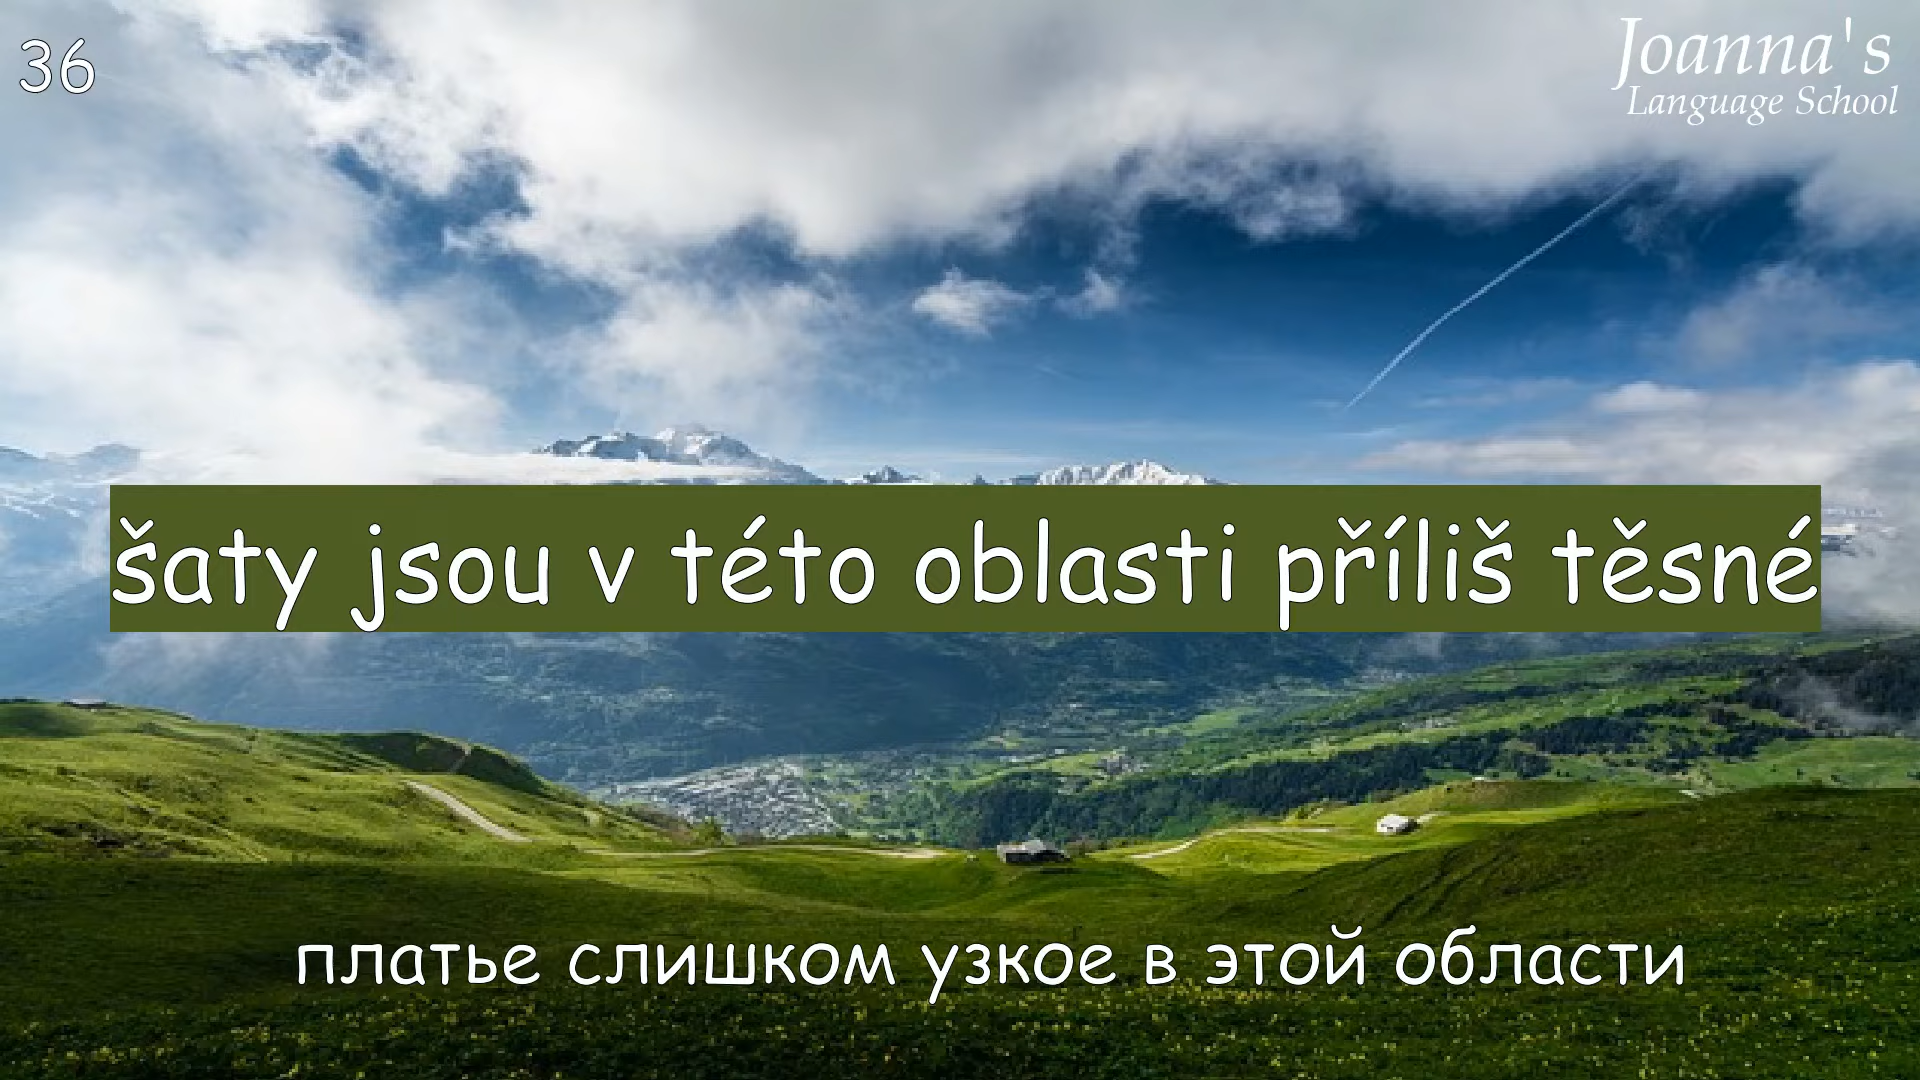 36
Joanna's
Language School
šaty jsou v této oblasti příliš těsné
платье слишком узкое в этой области